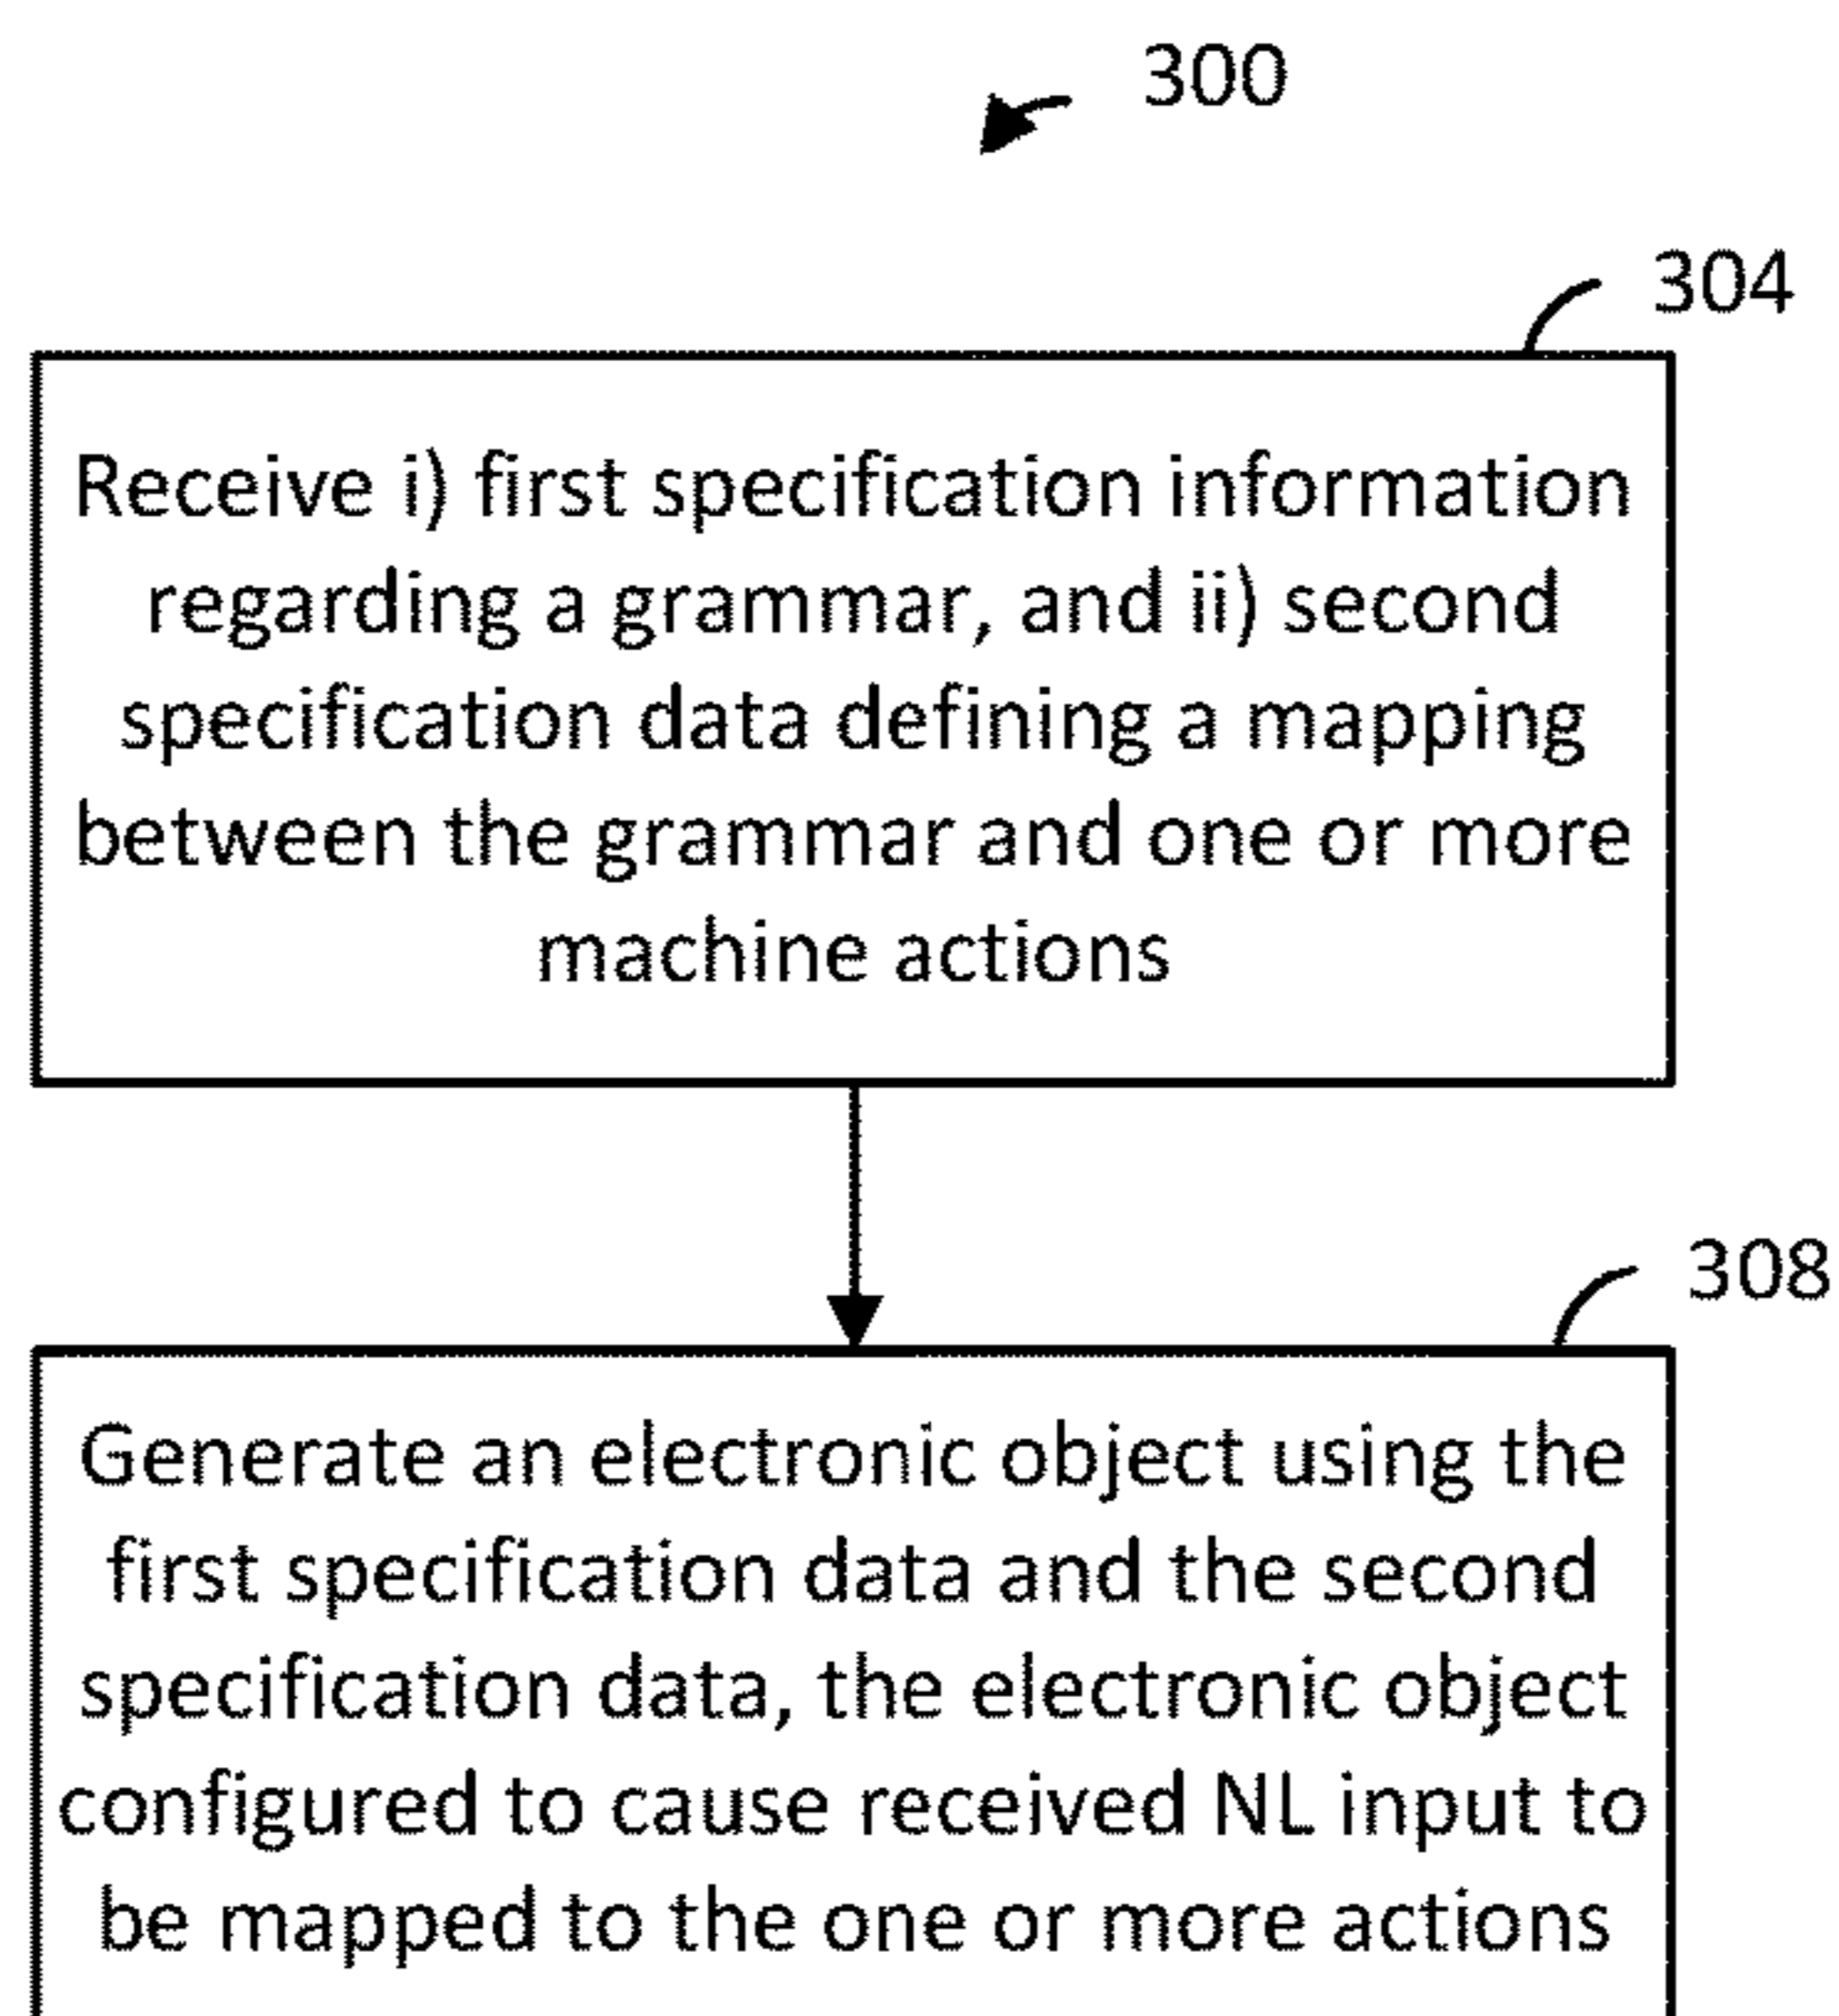 300
304
Receive i) first specification information
regarding a grammar, and ii) second
specification data defining a mapping
between the grammar and one or more
machine actions
308
Generate an electronic object using the
first specification data and the second
specification data, the electronic object
configured to cause received NL input to
be mapped to the one or more actions